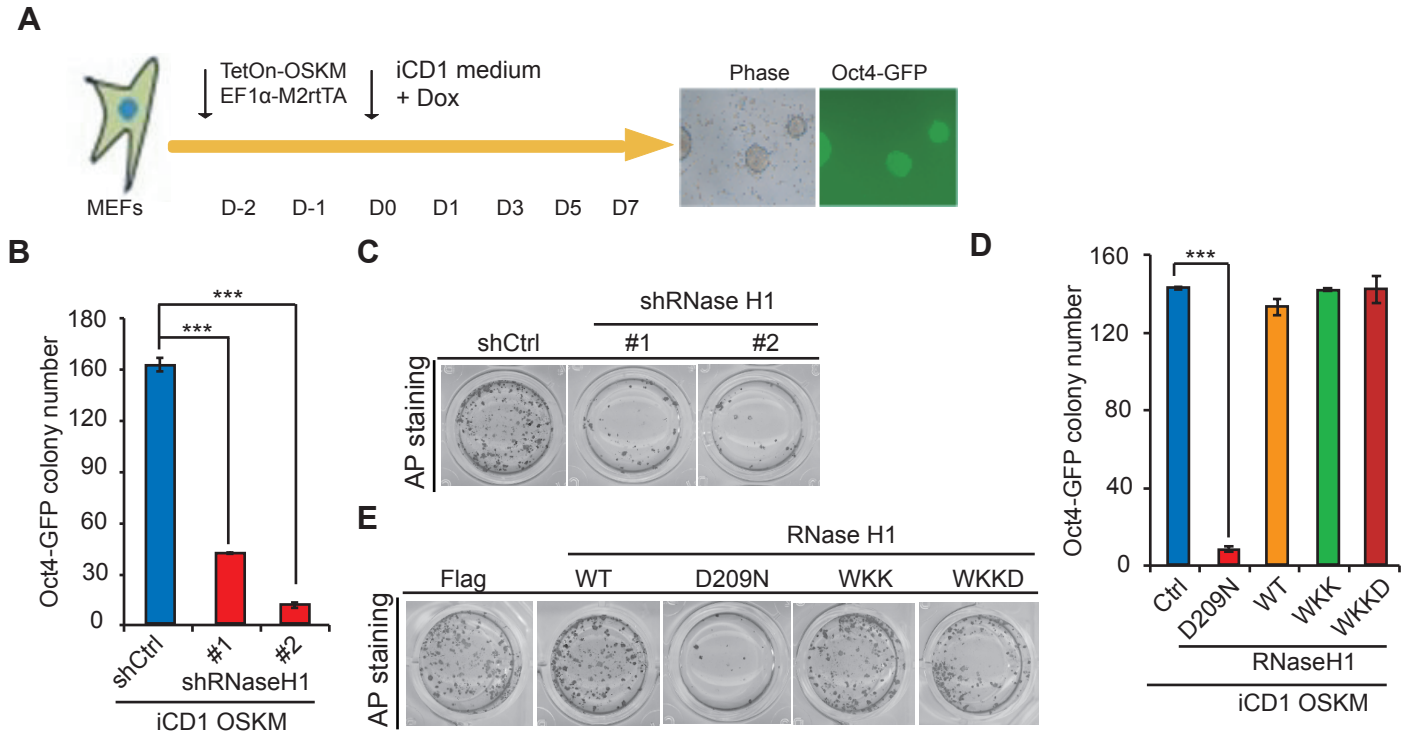 A
TetOn-OSKM
EF1α-M2rtTA
iCD1 medium
+ Dox
Phase
Oct4-GFP
MEFs
D-2
D-1
D0
D1
D3
D5
D7
B
Oct4-GFP colony number
180
160
120
90
60
30
0
***
***
shCtrl
#1
#2
shRNaseH1
iCD1 OSKM
C
shRNase H1
shCtrl
#1
#2
AP staining
D
Oct4-GFP colony number
160
120
80
40
0
***
Ctrl
D209N
WT
WKK
WKKD
RNaseH1
iCD1 OSKM
E
RNase H1
Flag
WT
D209N
WKK
WKKD
AP staining